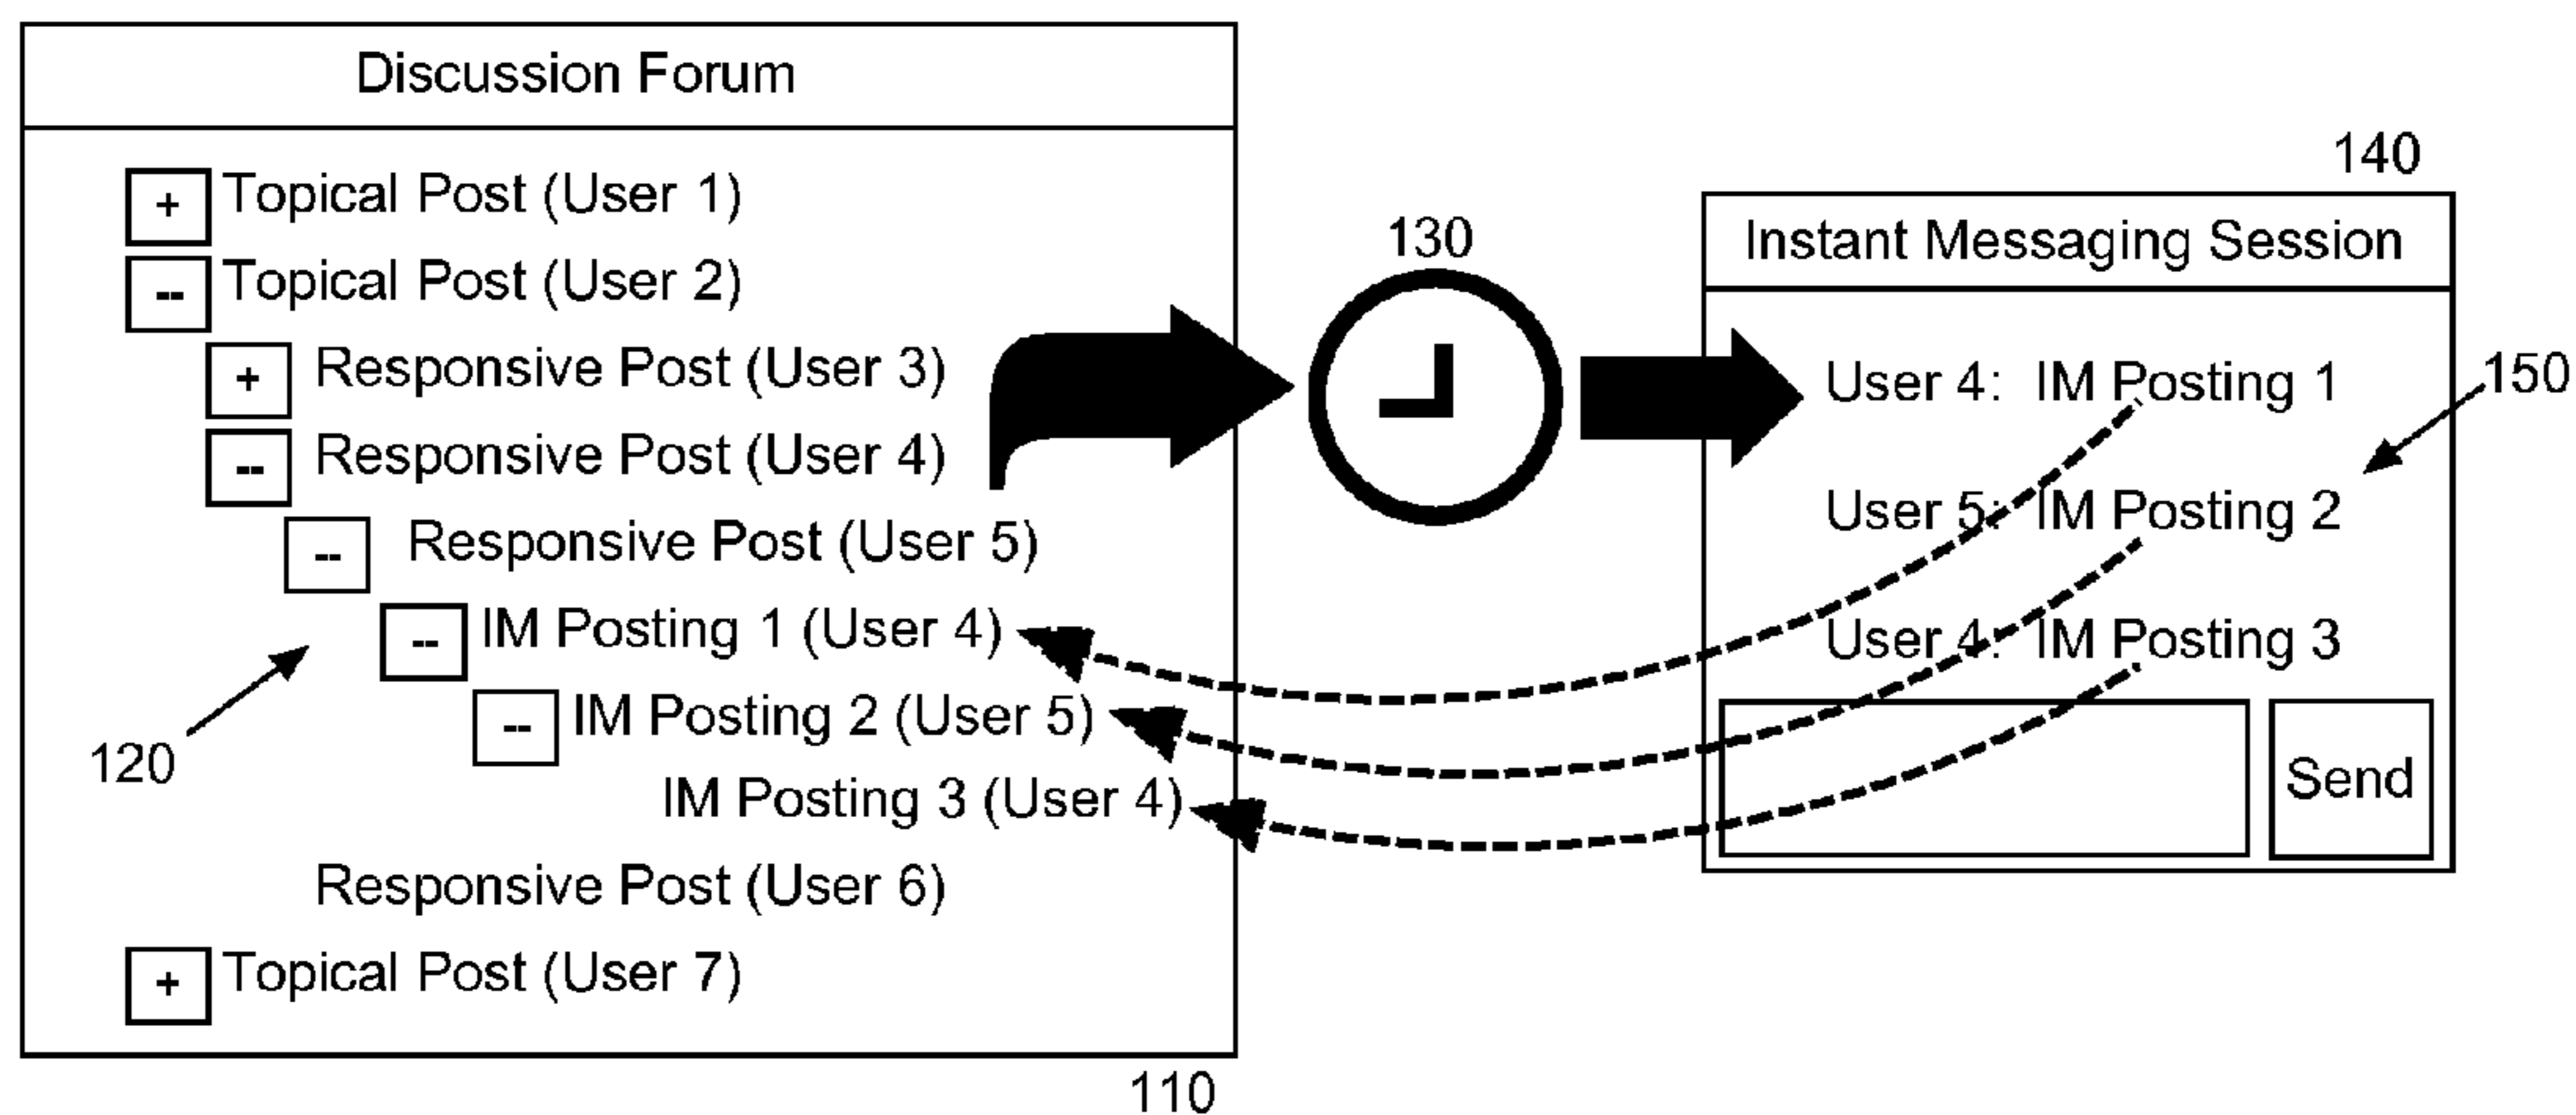 Discussion Forum
+ Topical Post (User 1)
-- Topical Post (User 2)
+ Responsive Post (User 3)
-- Responsive Post (User 4)
-- Responsive Post (User 5)
-- IM Posting 1 (User 4)
-- IM Posting 2 (User 5)
IM Posting 3 (User 4)
Responsive Post (User 6)
+ Topical Post (User 7)
120
110
130
140
Instant Messaging Session
User 4: IM Posting 1
User 5: IM Posting 2
User 4: IM Posting 3
Send
150